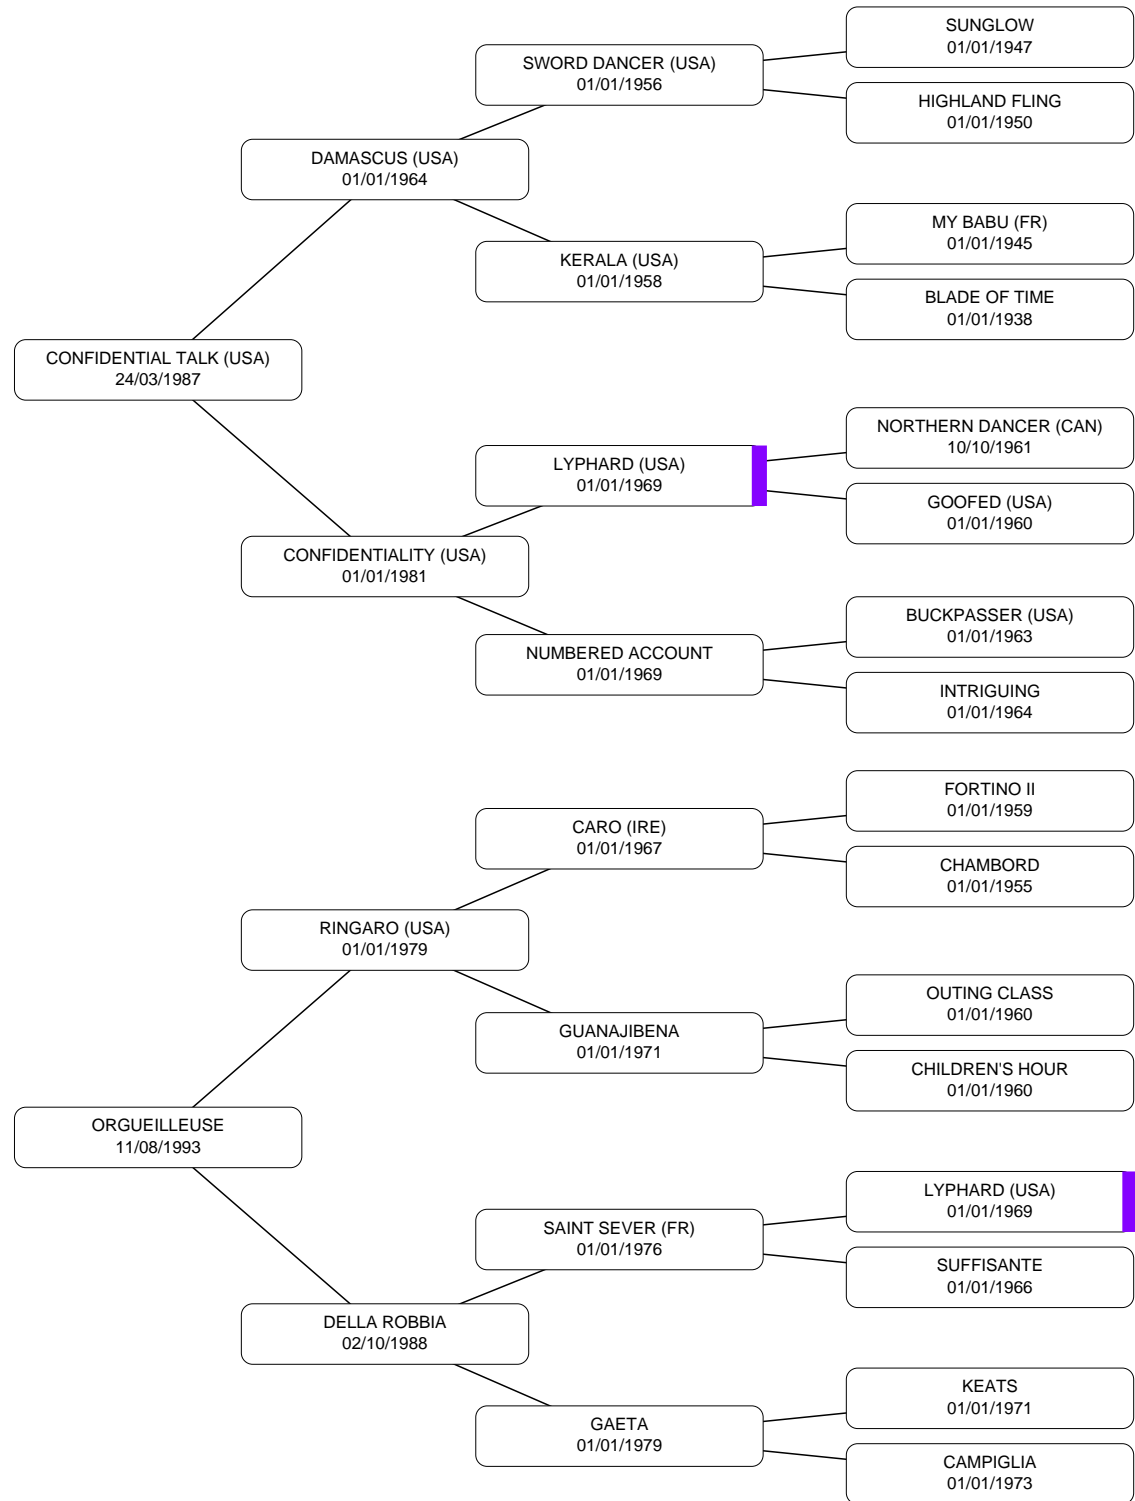 SUNGLOW
01/01/1947
SWORD DANCER (USA)
01/01/1956
HIGHLAND FLING
01/01/1950
DAMASCUS (USA)
01/01/1964
MY BABU (FR)
01/01/1945
KERALA (USA)
01/01/1958
BLADE OF TIME
01/01/1938
CONFIDENTIAL TALK (USA)
24/03/1987
NORTHERN DANCER (CAN)
10/10/1961
LYPHARD (USA)
01/01/1969
GOOFED (USA)
01/01/1960
CONFIDENTIALITY (USA)
01/01/1981
BUCKPASSER (USA)
01/01/1963
NUMBERED ACCOUNT
01/01/1969
INTRIGUING
01/01/1964
FORTINO II
01/01/1959
CARO (IRE)
01/01/1967
CHAMBORD
01/01/1955
RINGARO (USA)
01/01/1979
OUTING CLASS
01/01/1960
GUANAJIBENA
01/01/1971
CHILDREN'S HOUR
01/01/1960
ORGUEILLEUSE
11/08/1993
LYPHARD (USA)
01/01/1969
SAINT SEVER (FR)
01/01/1976
SUFFISANTE
01/01/1966
DELLA ROBBIA
02/10/1988
KEATS
01/01/1971
GAETA
01/01/1979
CAMPIGLIA
01/01/1973